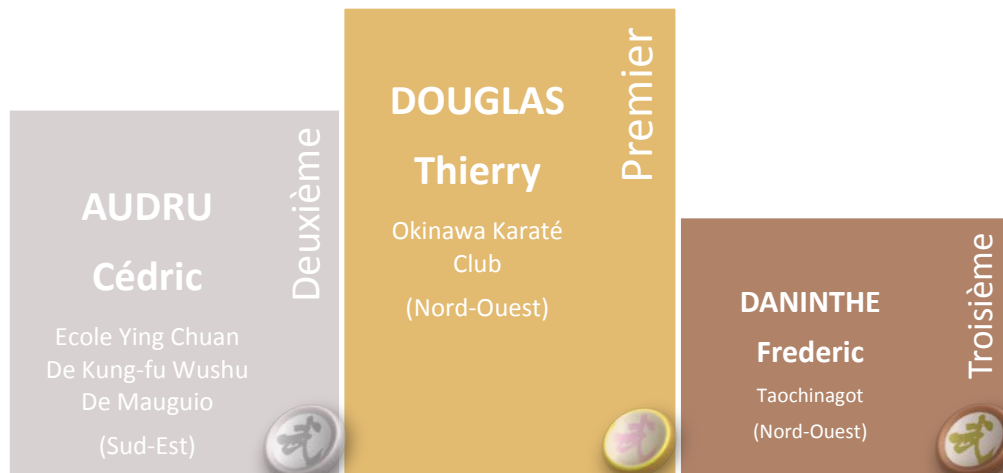 Deuxième
AUDRU
Cédric
Ecole Ying Chuan
De Kung-fu Wushu
De Mauguio
(Sud-Est)
Premier
DOUGLAS
Thierry
Okinawa Karaté
Club
(Nord-Ouest)
Troisième
DANINTHE
Frederic
Taochinagot
(Nord-Ouest)